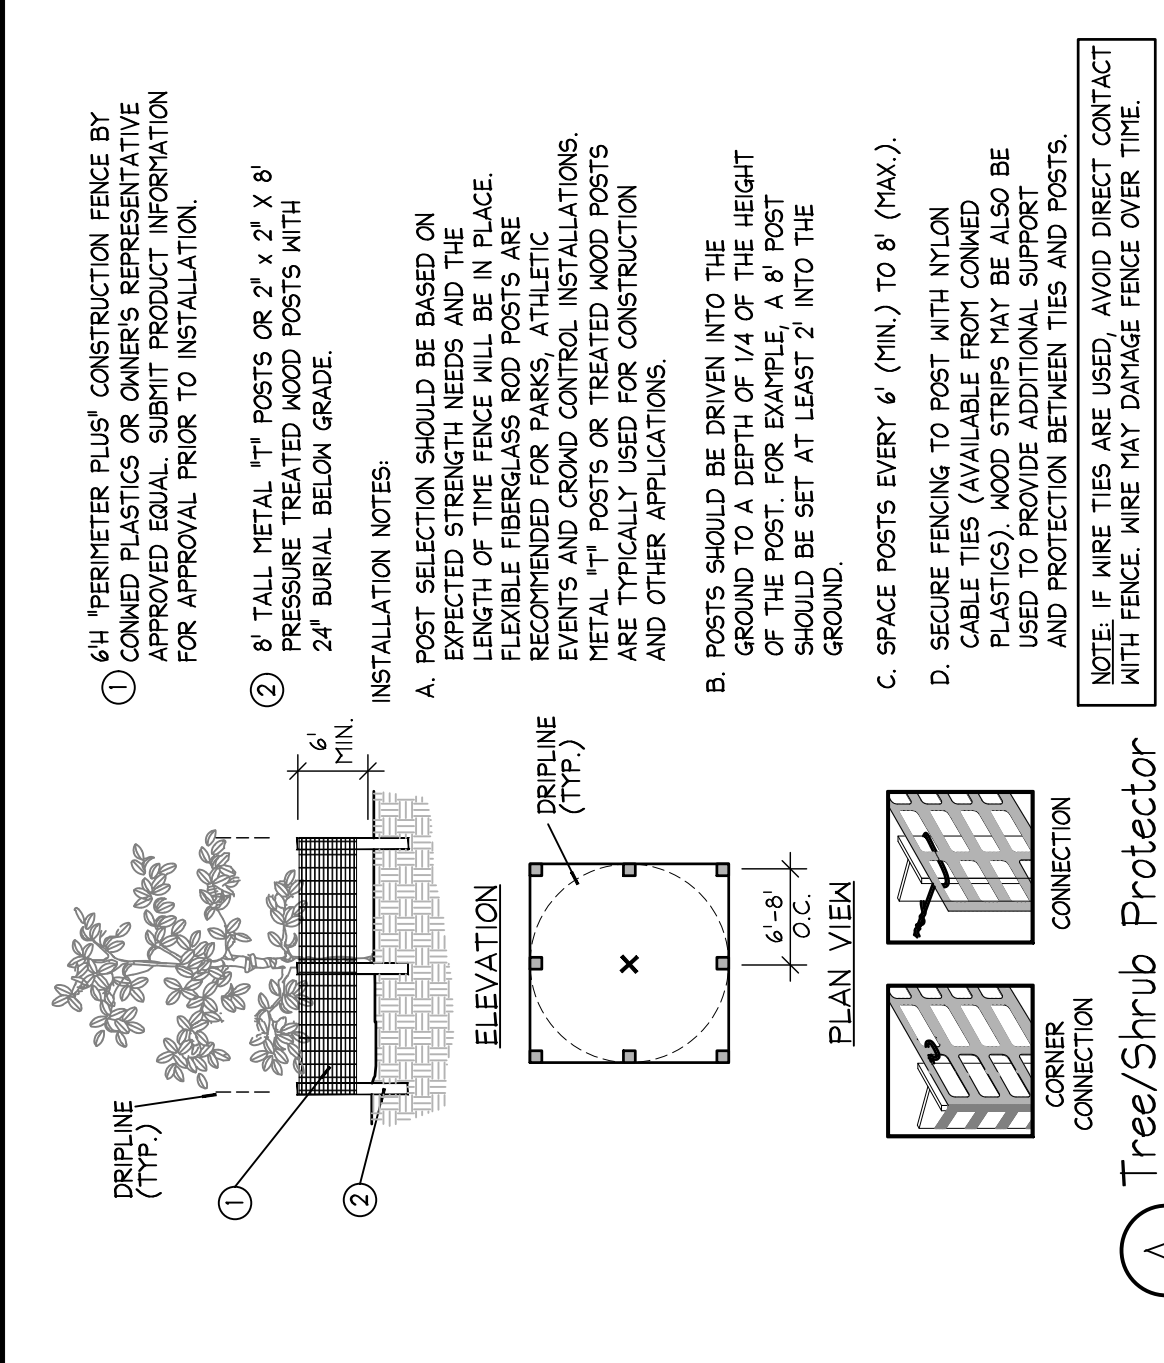 DRIPLINE
(TYP.)
1
2
6'
MIN.
ELEVATION
DRIPLINE
(TYP.)
6'-8'
O.C.
PLAN VIEW
CORNER
CONNECTION
CONNECTION
1 6'H "PERIMETER PLUS" CONSTRUCTION FENCE BY
CONWED PLASTICS OR OWNER'S REPRESENTATIVE
APPROVED EQUAL. SUBMIT PRODUCT INFORMATION
FOR APPROVAL PRIOR TO INSTALLATION.
2 8' TALL METAL "T" POSTS OR 2" x 2" X 8'
PRESSURE TREATED WOOD POSTS WITH
24" BURIAL BELOW GRADE.
INSTALLATION NOTES:
A. POST SELECTION SHOULD BE BASED ON
EXPECTED STRENGTH NEEDS AND THE
LENGTH OF TIME FENCE WILL BE IN PLACE.
FLEXIBLE FIBERGLASS ROD POSTS ARE
RECOMMENDED FOR PARKS, ATHLETIC
EVENTS AND CROWD CONTROL INSTALLATIONS.
METAL "T" POSTS OR TREATED WOOD POSTS
ARE TYPICALLY USED FOR CONSTRUCTION
AND OTHER APPLICATIONS.
B. POSTS SHOULD BE DRIVEN INTO THE
GROUND TO A DEPTH OF 1/4 OF THE HEIGHT
OF THE POST. FOR EXAMPLE, A 8' POST
SHOULD BE SET AT LEAST 2' INTO THE
GROUND.
C. SPACE POSTS EVERY 6' (MIN.) TO 8' (MAX.).
D. SECURE FENCING TO POST WITH NYLON
CABLE TIES (AVAILABLE FROM CONWED
PLASTICS). WOOD STRIPS MAY BE ALSO BE
USED TO PROVIDE ADDITIONAL SUPPORT
AND PROTECTION BETWEEN TIES AND POSTS.
NOTE: IF WIRE TIES ARE USED, AVOID DIRECT CONTACT
WITH FENCE. WIRE MAY DAMAGE FENCE OVER TIME.
Tree/Shrub Protector